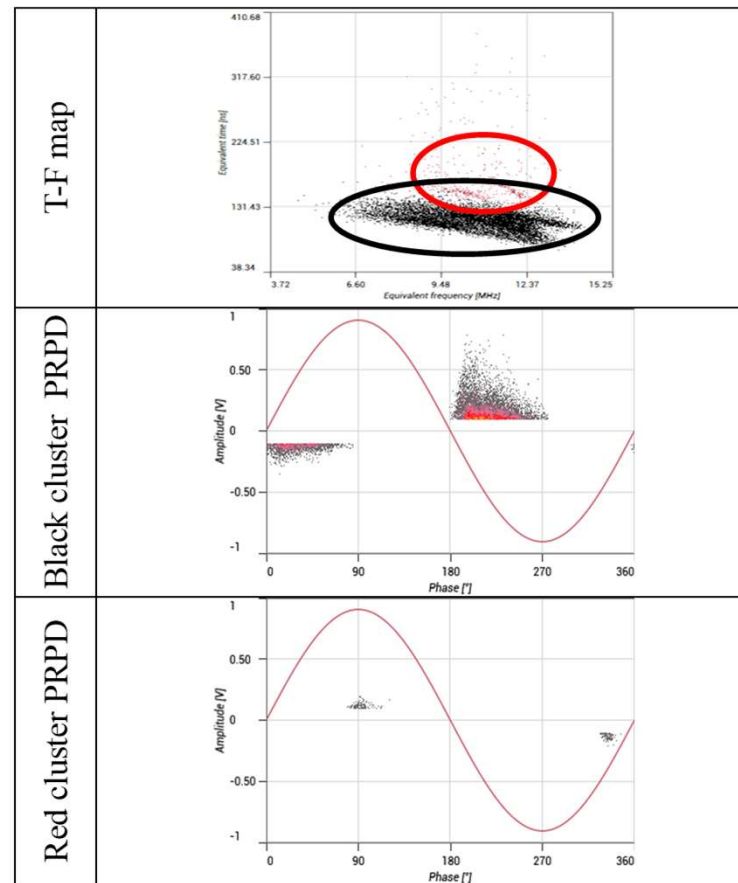 T-F map
410.68
317.60
224.51
131.43
38.34
Equivalent time [ns]
3.72 6.60 9.48 12.37 15.25
Equivalent frequency [MHz]
Black cluster PRPD
1
0.50
0
-0.50
-1
Amplitude [V]
0 90 180 270 360
Phase [°]
Red cluster PRPD
1
0.50
0
-0.50
-1
Amplitude [V]
0 90 180 270 360
Phase [°]